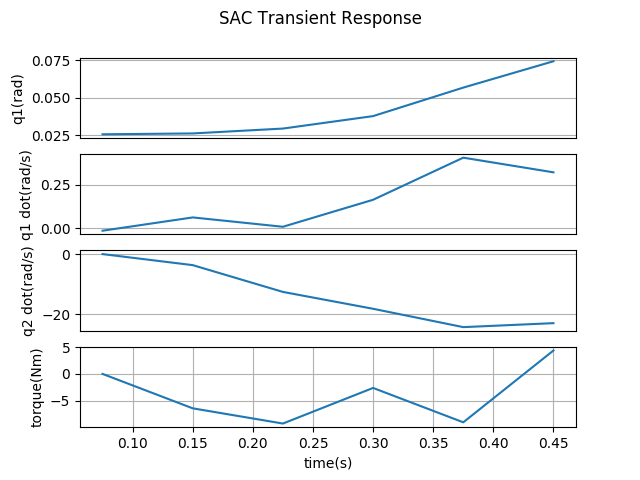 SAC Transient Response
q1(rad)
0.075
0.050
0.025
q1 dot(rad/s)
0.25
0.00
q2 dot(rad/s)
0
−20
torque(Nm)
5
0
−5
0.10 0.15 0.20 0.25 0.30 0.35 0.40 0.45
time(s)